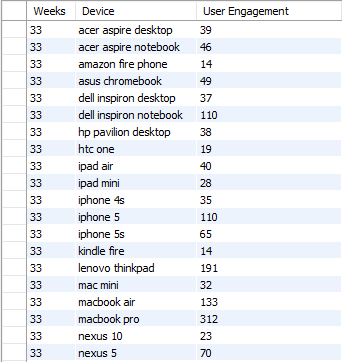 Weeks Device User Engagement
33 acer aspire desktop 39
33 acer aspire notebook 46
33 amazon fire phone 14
33 asus chromebook 49
33 dell inspiron desktop 37
33 dell inspiron notebook 110
33 hp pavilion desktop 38
33 htc one 19
33 ipad air 40
33 ipad mini 28
33 iphone 4s 35
33 iphone 5 110
33 iphone 5s 65
33 kindle fire 14
33 lenovo thinkpad 191
33 mac mini 32
33 macbook air 133
33 macbook pro 312
33 nexus 10 23
33 nexus 5 70